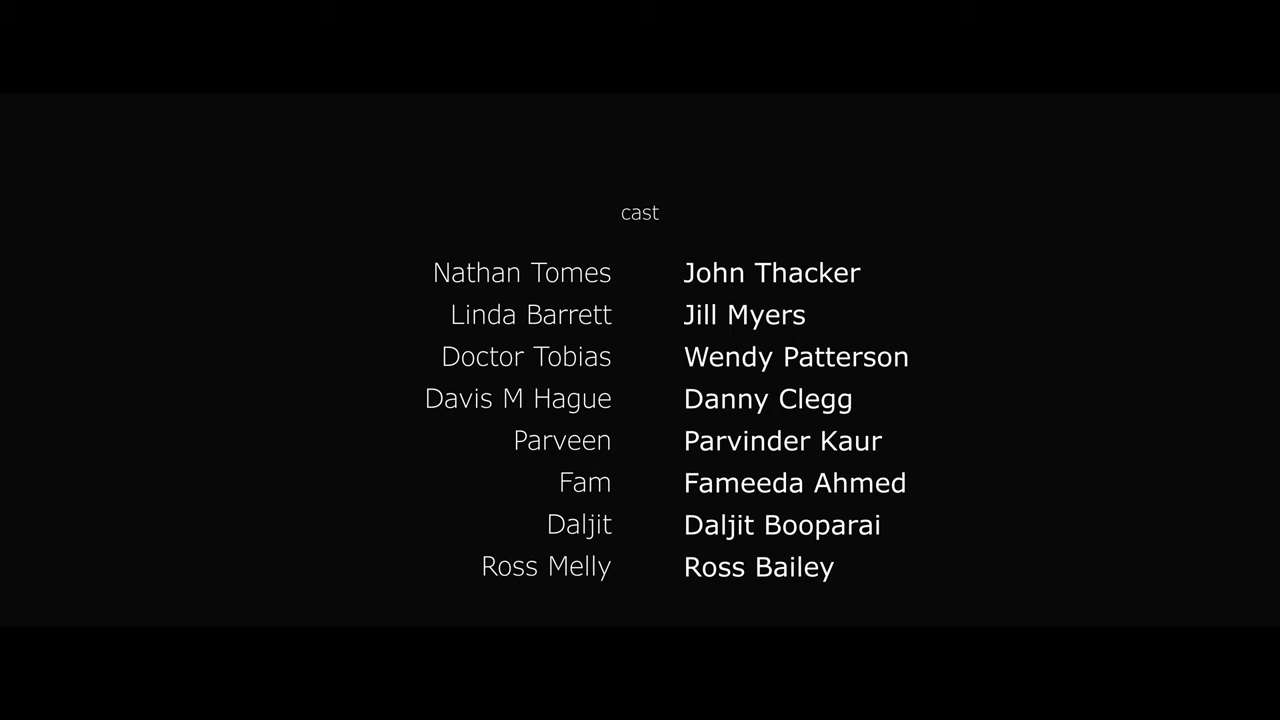 cast
Nathan Tomes John Thacker
Linda Barrett Jill Myers
Doctor Tobias Wendy Patterson
Davis M Hague Danny Clegg
Parveen Parvinder Kaur
Fam Fameeda Ahmed
Daljit Daljit Booparai
Ross Melly Ross Bailey